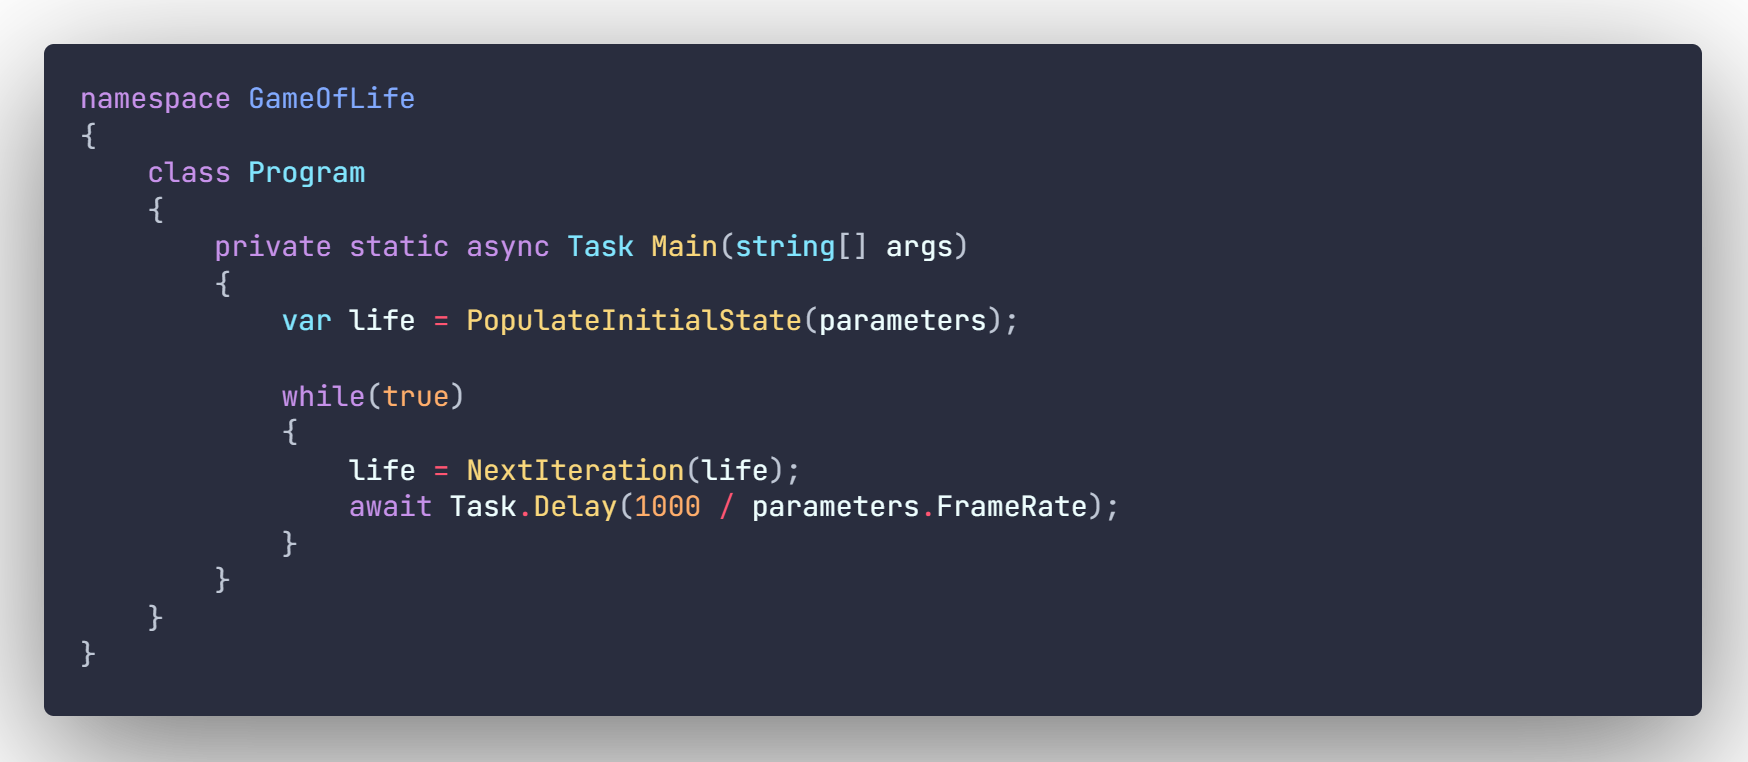 namespace GameOfLife
{
    class Program
    {
        private static async Task Main(string[] args)
        {
            var life = PopulateInitialState(parameters);

            while(true)
            {
                life = NextIteration(life);
                await Task.Delay(1000 / parameters.FrameRate);
            }
        }
    }
}